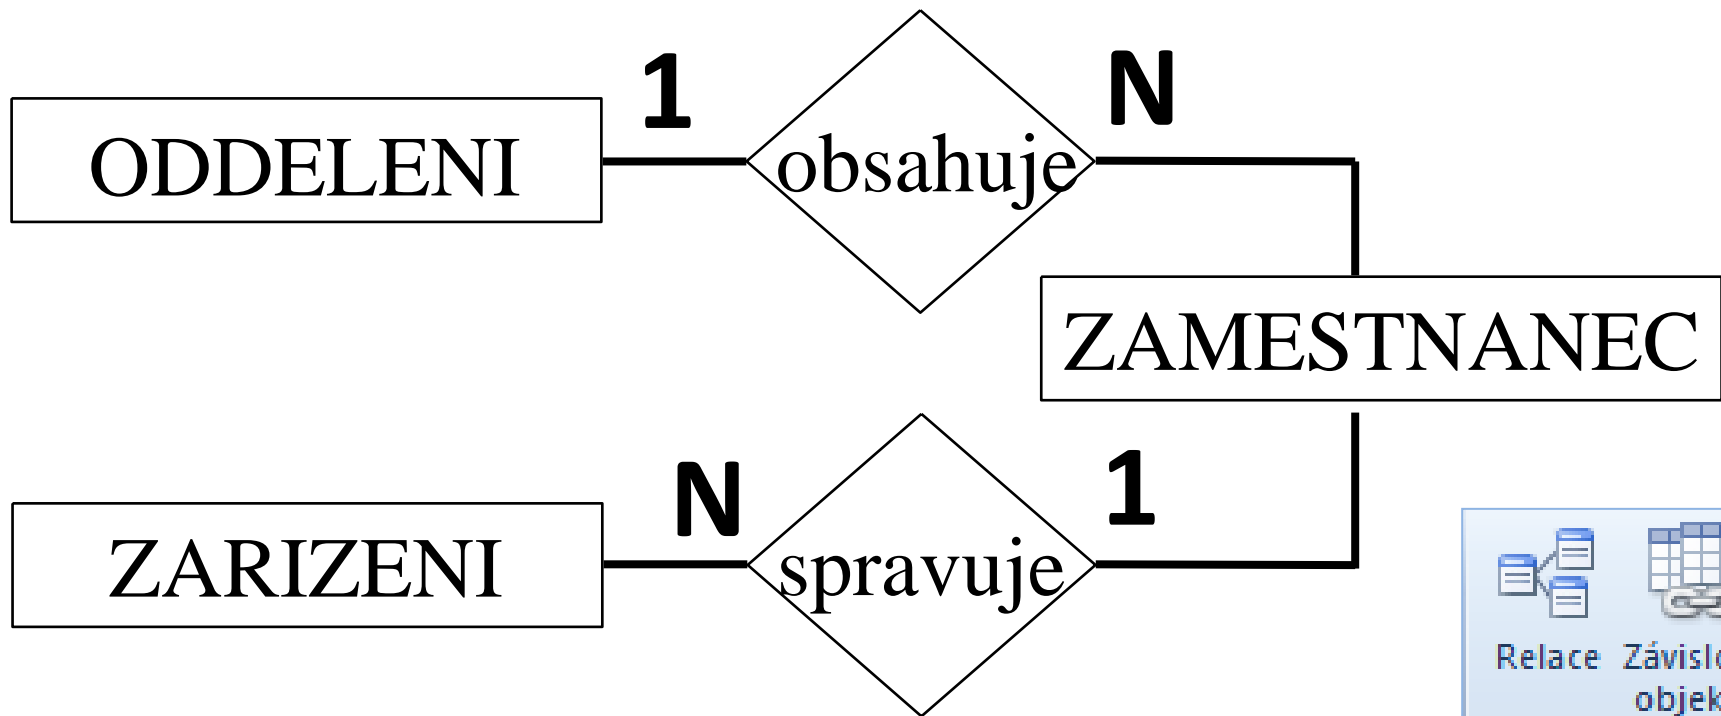 1
N
ODDELENI
obsahuje
ZAMESTNANEC
N
1
ZARIZENI
spravuje
Relace